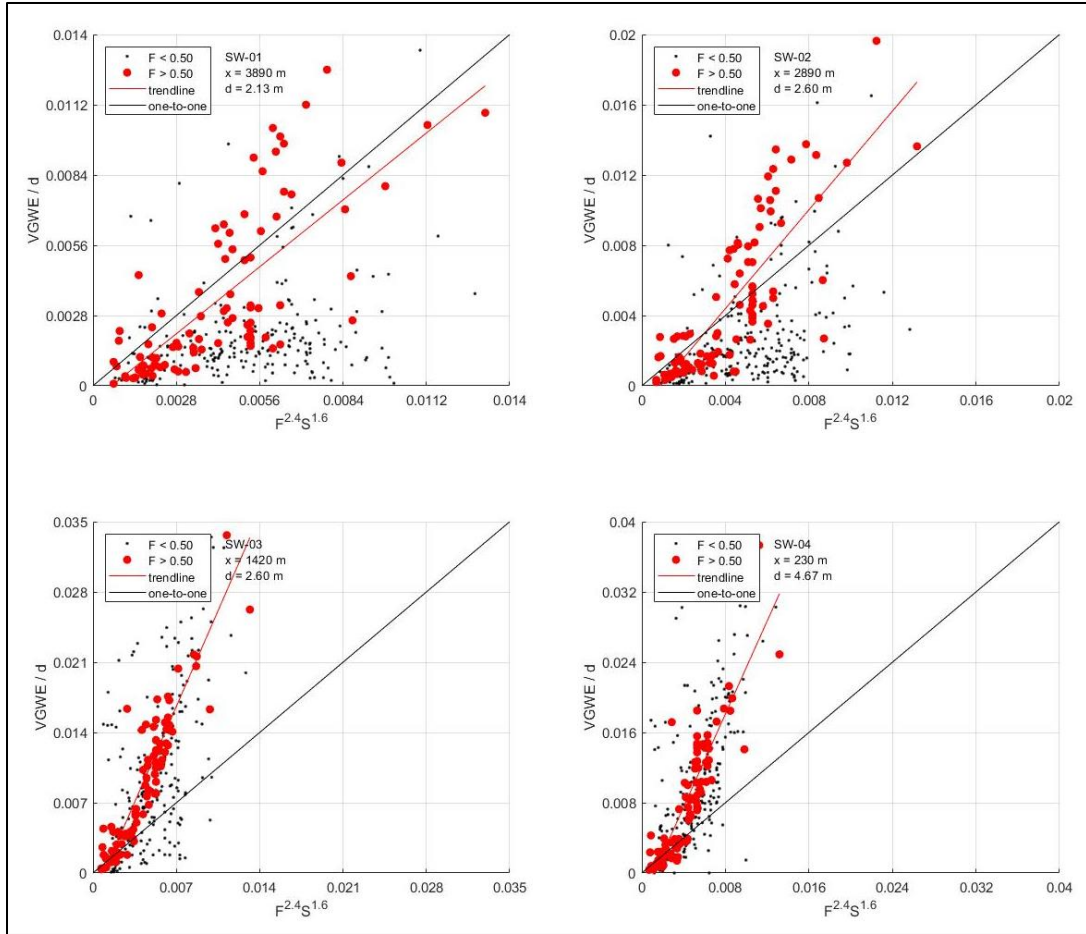 0.014
0.0112
0.0084
0.0056
0.0028
0
VGWE / d
F < 0.50
F > 0.50
trendline
one-to-one
SW-01
x = 3890 m
d = 2.13 m
0 0.0028 0.0056 0.0084 0.0112 0.014
F^2.4S^1.6
0.02
0.016
0.012
0.008
0.004
0
VGWE / d
F < 0.50
F > 0.50
trendline
one-to-one
SW-02
x = 2890 m
d = 2.60 m
0 0.004 0.008 0.012 0.016 0.02
F^2.4S^1.6
0.035
0.028
0.021
0.014
0.007
0
VGWE / d
F < 0.50
F > 0.50
trendline
one-to-one
SW-03
x = 1420 m
d = 2.60 m
0 0.007 0.014 0.021 0.028 0.035
F^2.4S^1.6
0.04
0.032
0.024
0.016
0.008
0
VGWE / d
F < 0.50
F > 0.50
trendline
one-to-one
SW-04
x = 230 m
d = 4.67 m
0 0.008 0.016 0.024 0.032 0.04
F^2.4S^1.6